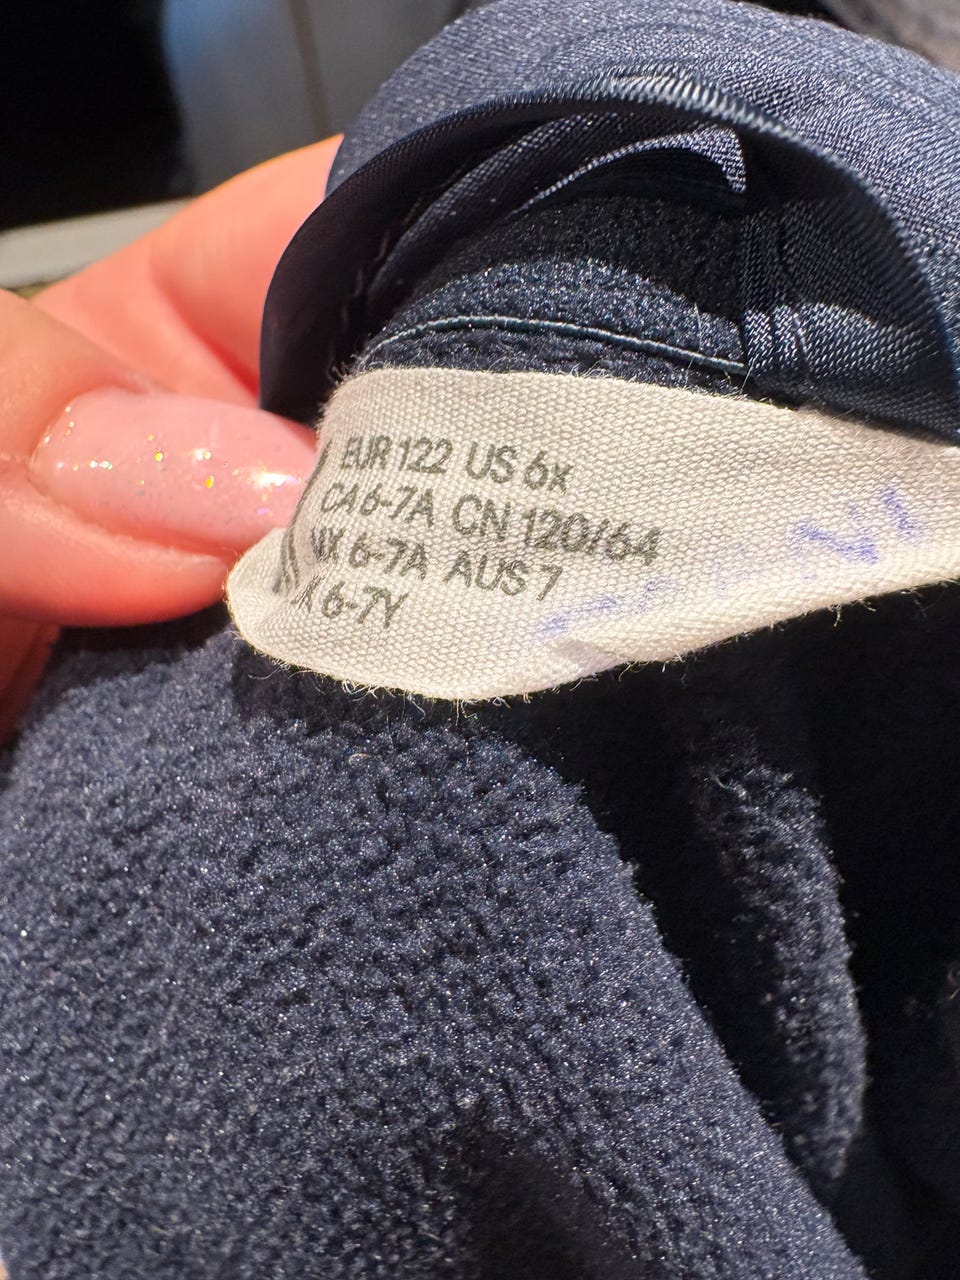 EUR 122 US 6x
CA 6-7A CN 120/64
MX 6-7A AUS 7
6-7Y